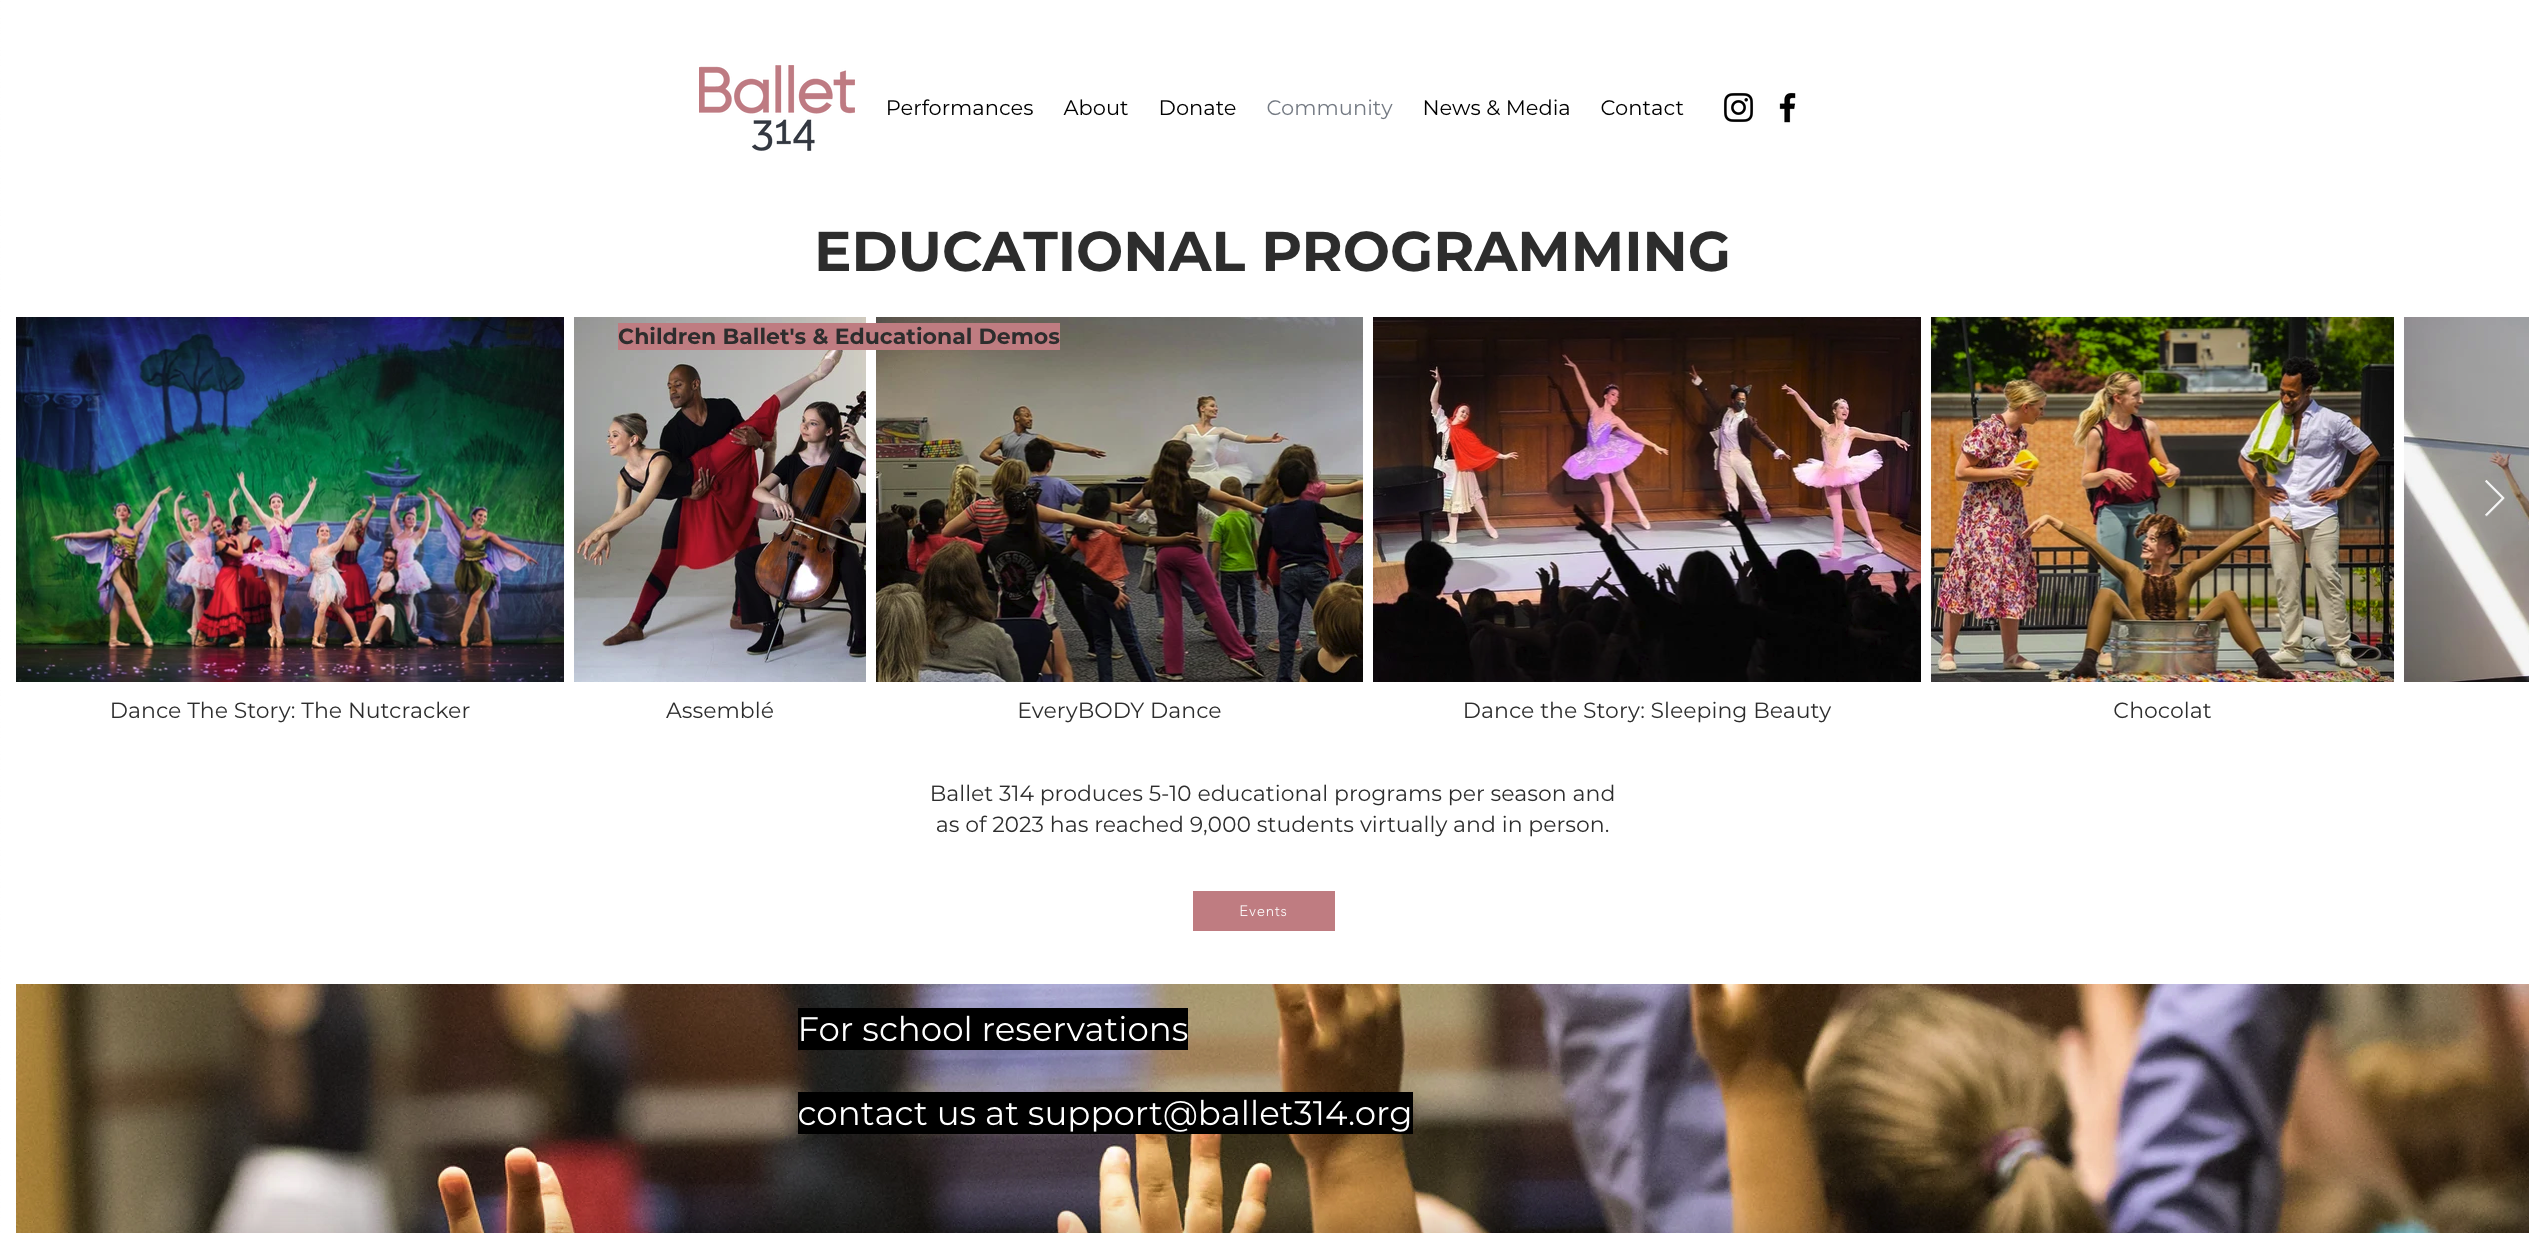 Ballet
314
Performances
About
Donate
Community
News & Media
Contact
EDUCATIONAL PROGRAMMING
Children Ballet's & Educational Demos
Dance The Story: The Nutcracker
Assemblé
EveryBODY Dance
Dance the Story: Sleeping Beauty
Chocolat
Ballet 314 produces 5-10 educational programs per season and
as of 2023 has reached 9,000 students virtually and in person.
Events
For school reservations
contact us at support@ballet314.org